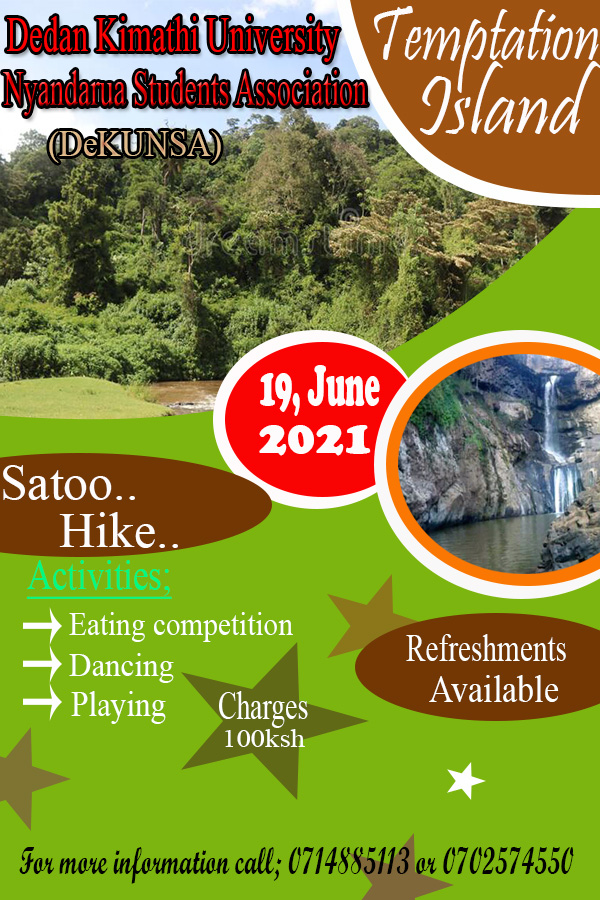 Dedan Kimathi University
Nyandarua Students Association
(DeKUNSA)
Temptation
Island
dreamstime
19, June
2021
Satoo..
Hike..
Activities;
Eating competition
Dancing
Playing
Refreshments
Available
Charges
100ksh
For more information call; 0714885113 or 0702574550